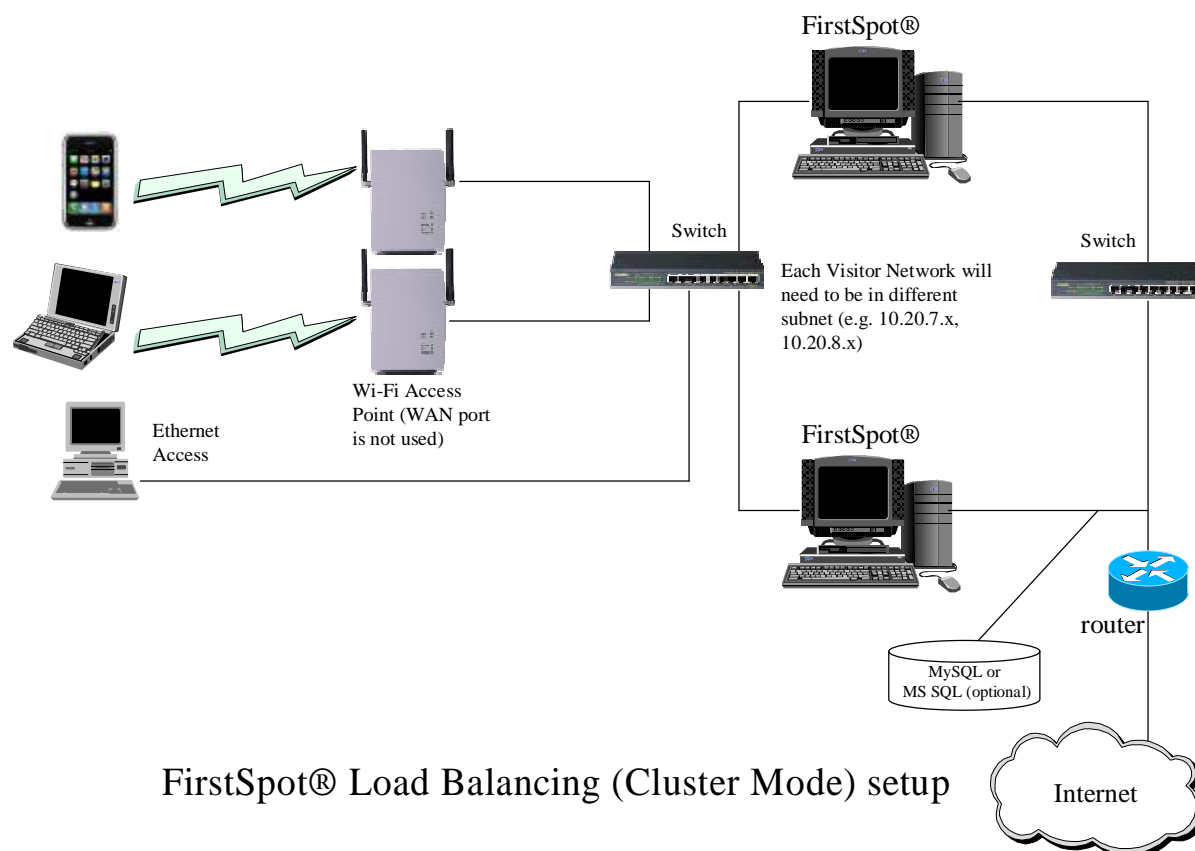 FirstSpot®
Switch
Switch
Each Visitor Network will
need to be in different
subnet (e.g. 10.20.7.x,
10.20.8.x)
Wi-Fi Access
Point (WAN port
is not used)
Ethernet
Access
FirstSpot®
router
MySQL or
MS SQL (optional)
FirstSpot® Load Balancing (Cluster Mode) setup
Internet